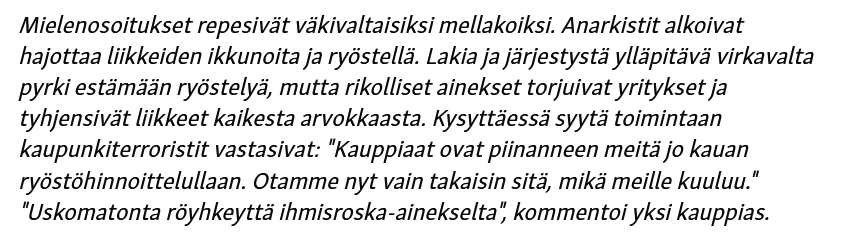 Mielenosoitukset repesivät väkivaltaisiksi mellakoiksi. Anarkistit alkoivat
hajottaa liikkeiden ikkunoita ja ryöstellä. Lakia ja järjestystä ylläpitävä virkavalta
pyrki estämään ryöstelyä, mutta rikolliset ainekset torjuivat yritykset ja
tyhjensivät liikkeet kaikesta arvokkaasta. Kysyttäessä syytä toimintaan
kaupunkiterroristit vastasivat: "Kauppiaat ovat piinanneen meitä jo kauan
ryöstöhinnoittelullaan. Otamme nyt vain takaisin sitä, mikä meille kuuluu."
"Uskomatonta röyhkeyttä ihmisroska-ainekselta", kommentoi yksi kauppias.